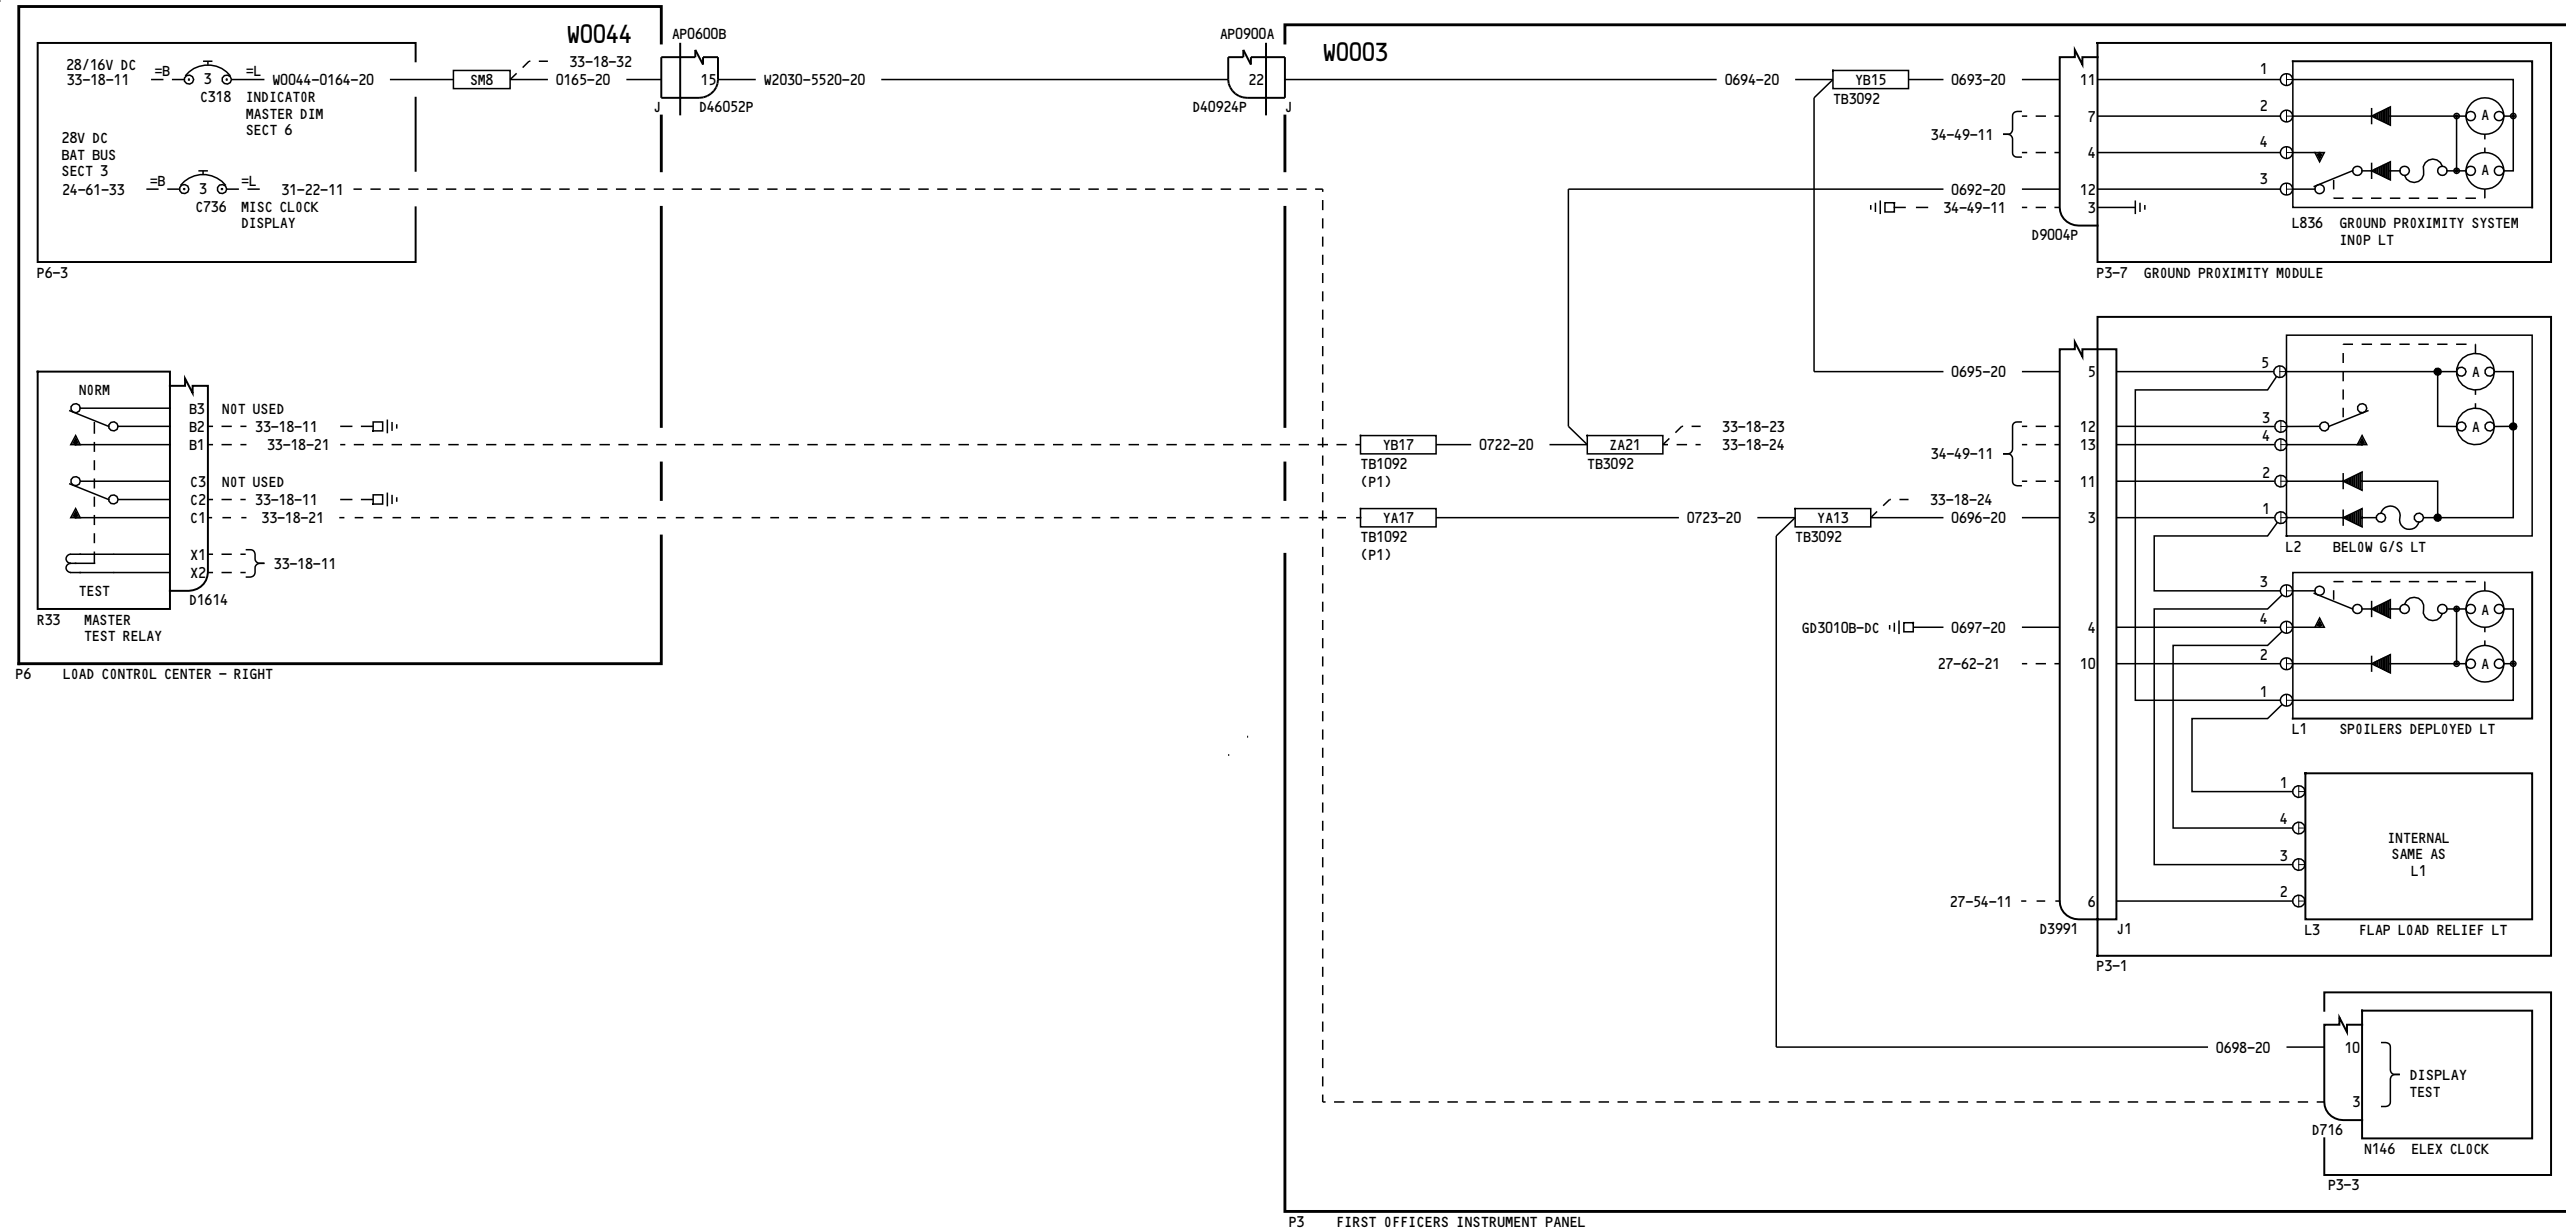 W0044
28/16V DC
33-18-11
=B
3
=L
W0044-0164-20
C318 INDICATOR
MASTER DIM
SECT 6
28V DC
BAT BUS
SECT 3
24-61-33
=B
3
=L
31-22-11
C736 MISC CLOCK
DISPLAY
P6-3
SM8
33-18-32
0165-20
AP0600B
15
J
D46052P
W2030-5520-20
AP0900A
22
D40924P
J
W0003
0694-20
YB15
TB3092
0693-20
11
34-49-11
7
4
0692-20
12
34-49-11
3
D9004P
1
2
4
3
A
A
L836 GROUND PROXIMITY SYSTEM
INOP LT
P3-7 GROUND PROXIMITY MODULE
NORM
B3 NOT USED
B2 33-18-11
B1 33-18-21
C3 NOT USED
C2 33-18-11
C1 33-18-21
X1
X2
33-18-11
TEST
D1614
R33 MASTER
TEST RELAY
P6 LOAD CONTROL CENTER - RIGHT
YB17
TB1092
(P1)
0722-20
ZA21
TB3092
33-18-23
33-18-24
YA17
TB1092
(P1)
0723-20
YA13
TB3092
33-18-24
0696-20
3
0695-20
5
34-49-11
12
13
11
GD3010B-DC
0697-20
4
27-62-21
10
27-54-11
6
D3991
J1
5
3
4
2
1
A
A
L2 BELOW G/S LT
3
4
2
1
A
A
L1 SPOILERS DEPLOYED LT
1
4
3
2
INTERNAL
SAME AS
L1
L3 FLAP LOAD RELIEF LT
P3-1
0698-20
10
3
DISPLAY
TEST
D716
N146 ELEX CLOCK
P3-3
P3 FIRST OFFICERS INSTRUMENT PANEL